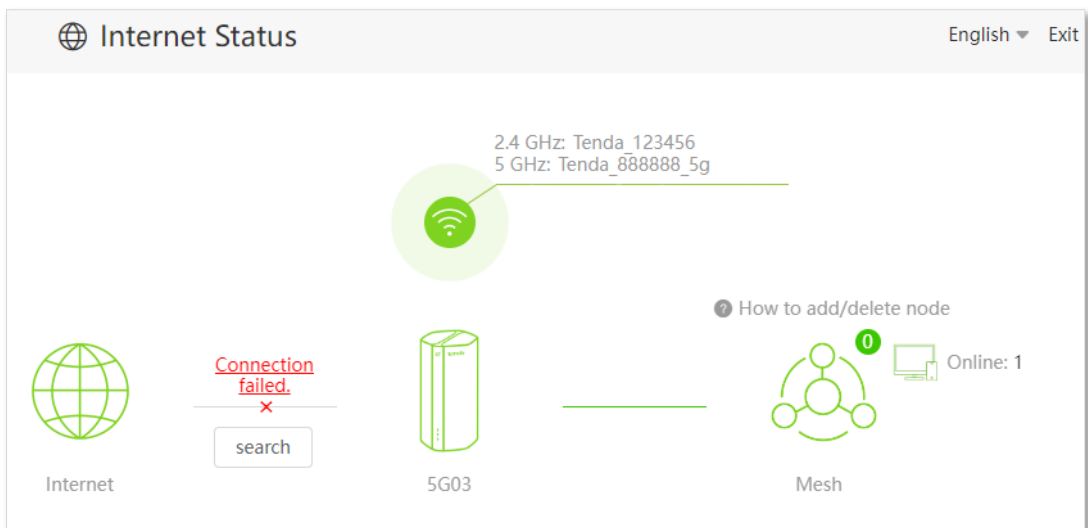 Internet Status
English Exit
2.4 GHz: Tenda_123456
5 GHz: Tenda_888888_5g
How to add/delete node
0
Connection
failed.
Online: 1
search
Internet
5G03
Mesh